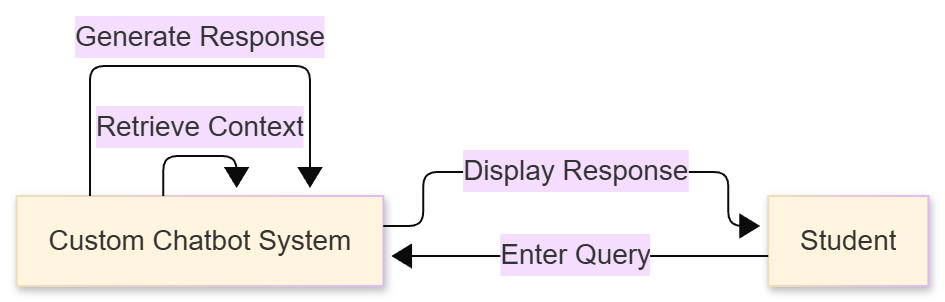 Generate Response
Retrieve Context
Display Response
Custom Chatbot System
Student
Enter Query